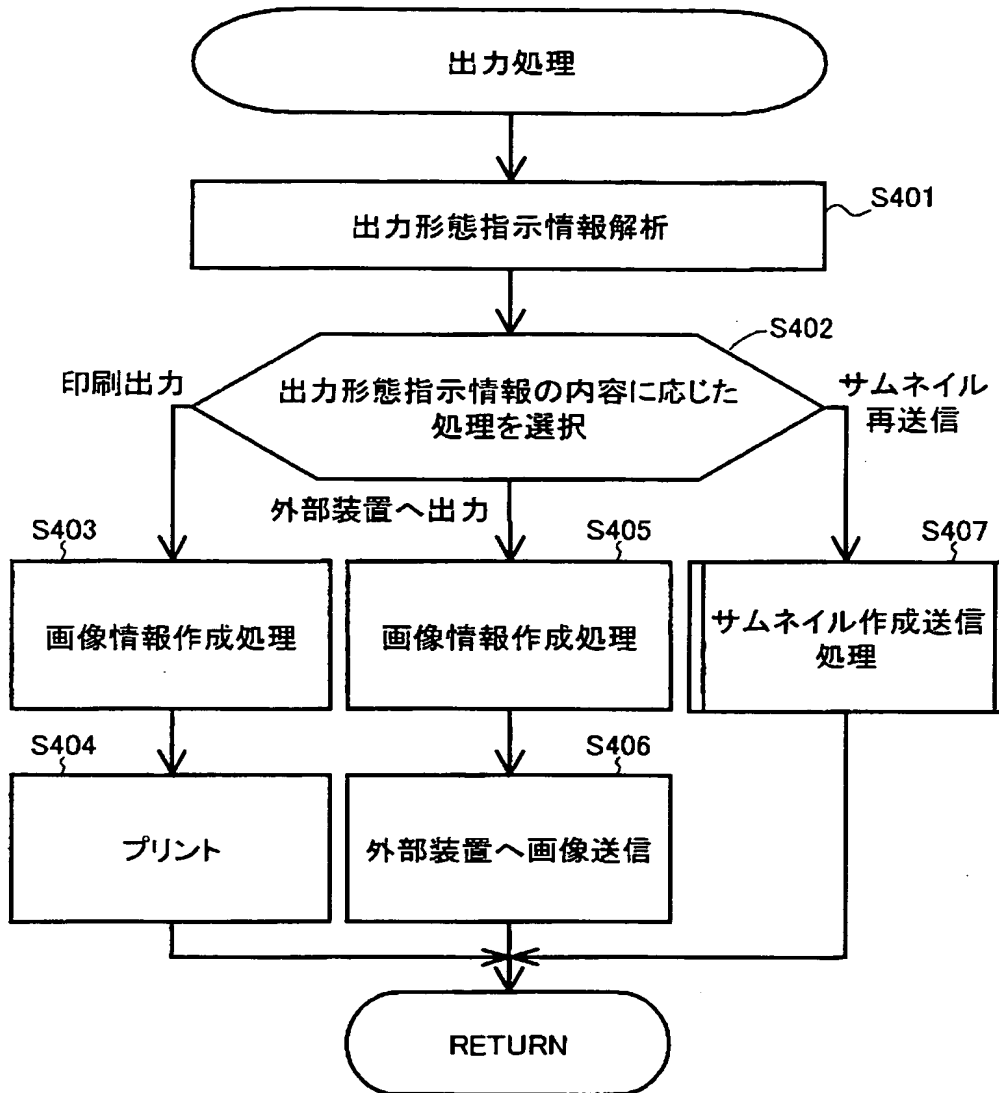 出力処理
S401
出力形態指示情報解析
S402
印刷出力
出力形態指示情報の内容に応じた
処理を選択
サムネイル
再送信
外部装置へ出力
S403
S405
S407
画像情報作成処理
画像情報作成処理
サムネイル作成送信
処理
S404
S406
プリント
外部装置へ画像送信
RETURN